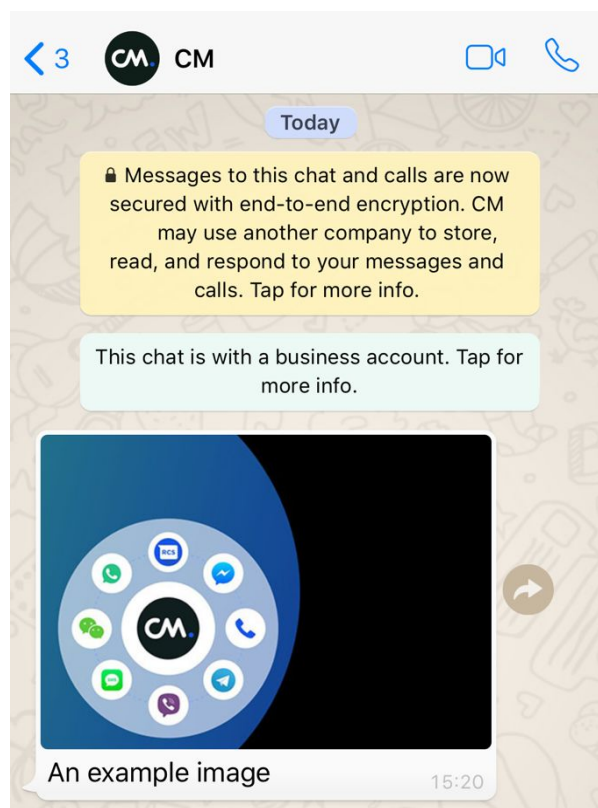 3 CM. CM
Today
Messages to this chat and calls are now
secured with end-to-end encryption. CM
may use another company to store,
read, and respond to your messages and
calls. Tap for more info.
This chat is with a business account. Tap for
more info.
RCS
CM.
An example image
15:20